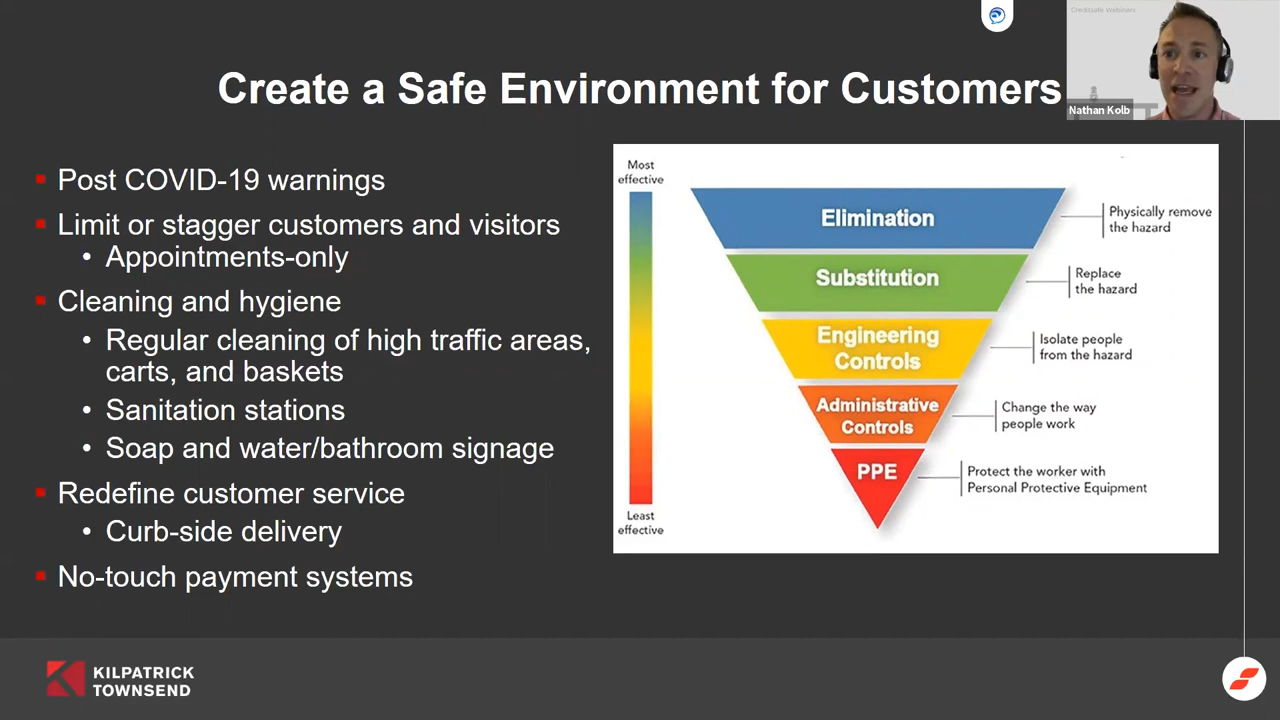 Creditsafe Webinars
Nathan Kolb
Create a Safe Environment for Customers
Post COVID-19 warnings
Limit or stagger customers and visitors
Appointments-only
Cleaning and hygiene
Regular cleaning of high traffic areas,
carts, and baskets
Sanitation stations
Soap and water/bathroom signage
Redefine customer service
Curb-side delivery
No-touch payment systems
Most
effective
Least
effective
Elimination
Physically remove
the hazard
Substitution
Replace
the hazard
Engineering
Controls
Isolate people
from the hazard
Administrative
Controls
Change the way
people work
PPE
Protect the worker with
Personal Protective Equipment
KILPATRICK
TOWNSEND